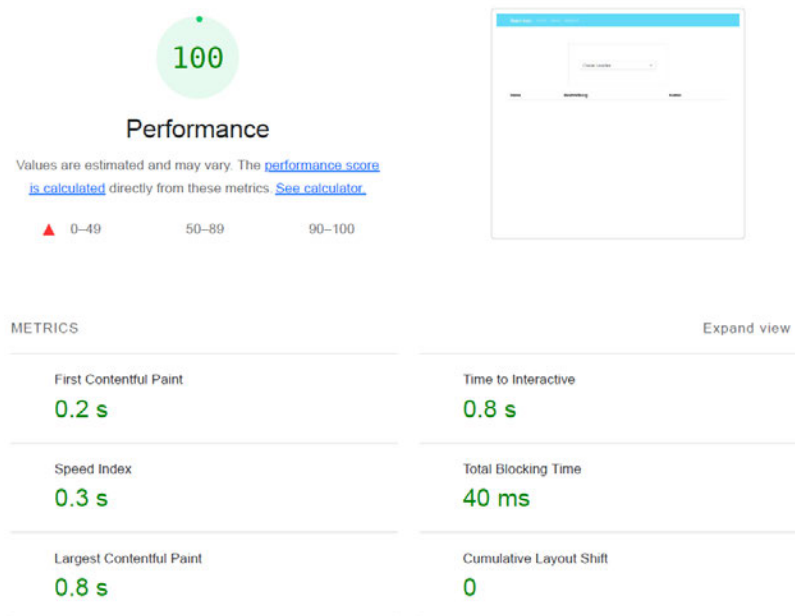 100
Performance
Values are estimated and may vary. The performance score
is calculated directly from these metrics. See calculator.
0–49 50–89 90–100
METRICS
Expand view
First Contentful Paint
0.2 s
Time to Interactive
0.8 s
Speed Index
0.3 s
Total Blocking Time
40 ms
Largest Contentful Paint
0.8 s
Cumulative Layout Shift
0